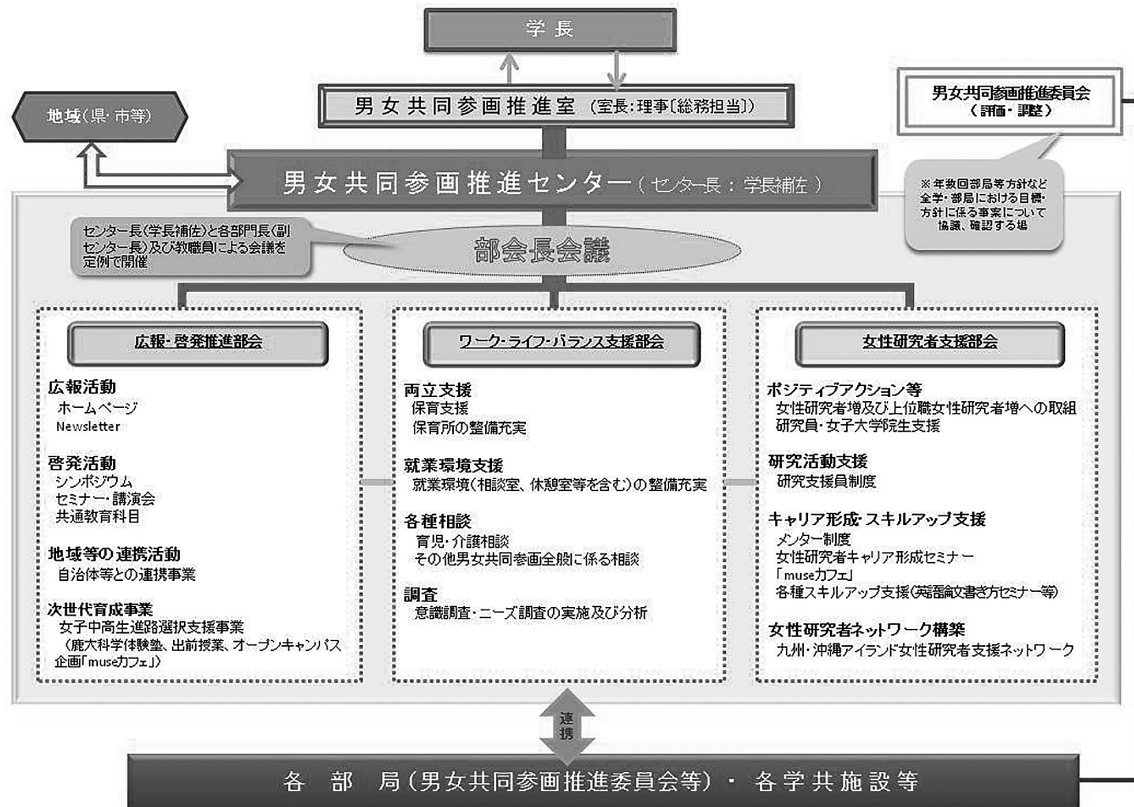 学長
男女共同参画推進室（室長：理事〔総務担当〕）
男女共同参画推進委員会
（評価・調整）
地域（県・市等）
男女共同参画推進センター（センター長：学長補佐）
※年数回部局等方針など
全学・部局における目標・
方針に係る事案について
協議、確認する場
センター長（学長補佐）と各部門長（副
センター長）及び教職員による会議を
定例で開催
部会長会議
広報・啓発推進部会
広報活動
ホームページ
Newsletter
啓発活動
シンポジウム
セミナー・講演会
共通教育科目
地域等の連携活動
自治体等との連携事業
次世代育成事業
女子中高生進路選択支援事業
（鹿大科学体験塾、出前授業、オープンキャンパス
企画「museカフェ」）
ワーク・ライフ・バランス支援部会
両立支援
保育支援
保育所の整備充実
就業環境支援
就業環境（相談室、休憩室等を含む）の整備充実
各種相談
育児・介護相談
その他男女共同参画全般に係る相談
調査
意識調査・ニーズ調査の実施及び分析
女性研究者支援部会
ポジティブアクション等
女性研究者増及び上位職女性研究者増への取組
研究員・女子大学院生支援
研究活動支援
研究支援員制度
キャリア形成・スキルアップ支援
メンター制度
女性研究者キャリア形成セミナー
「museカフェ」
各種スキルアップ支援（英語論文書き方セミナー等）
女性研究者ネットワーク構築
九州・沖縄アイランド女性研究者支援ネットワーク
連携
各部局（男女共同参画推進委員会等）・各学共施設等